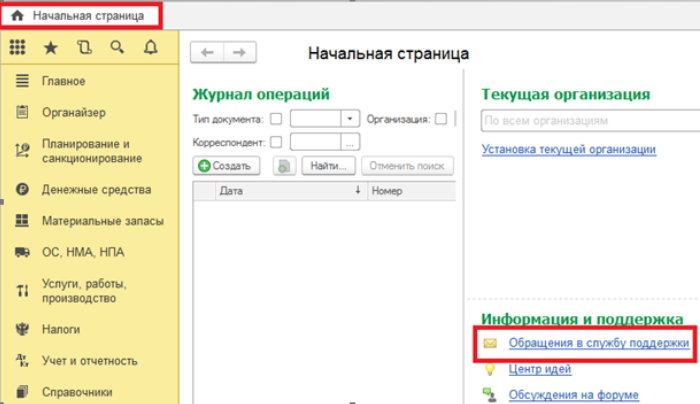 Начальная страница
Главное
Органайзер
Планирование и
санкционирование
Денежные средства
Материальные запасы
ОС, НМА, НПА
Услуги, работы,
производство
Налоги
Дт
Кт
Учет и отчетность
Справочники
Начальная страница
Журнал операций
Тип документа:
Организация:
Корреспондент:
...
Создать
Найти...
Отменить поиск
Дата ↓ Номер
Текущая организация
По всем организациям
Установка текущей организации
Информация и поддержка
Обращения в службу поддержки
Центр идей
Обсуждения на форуме